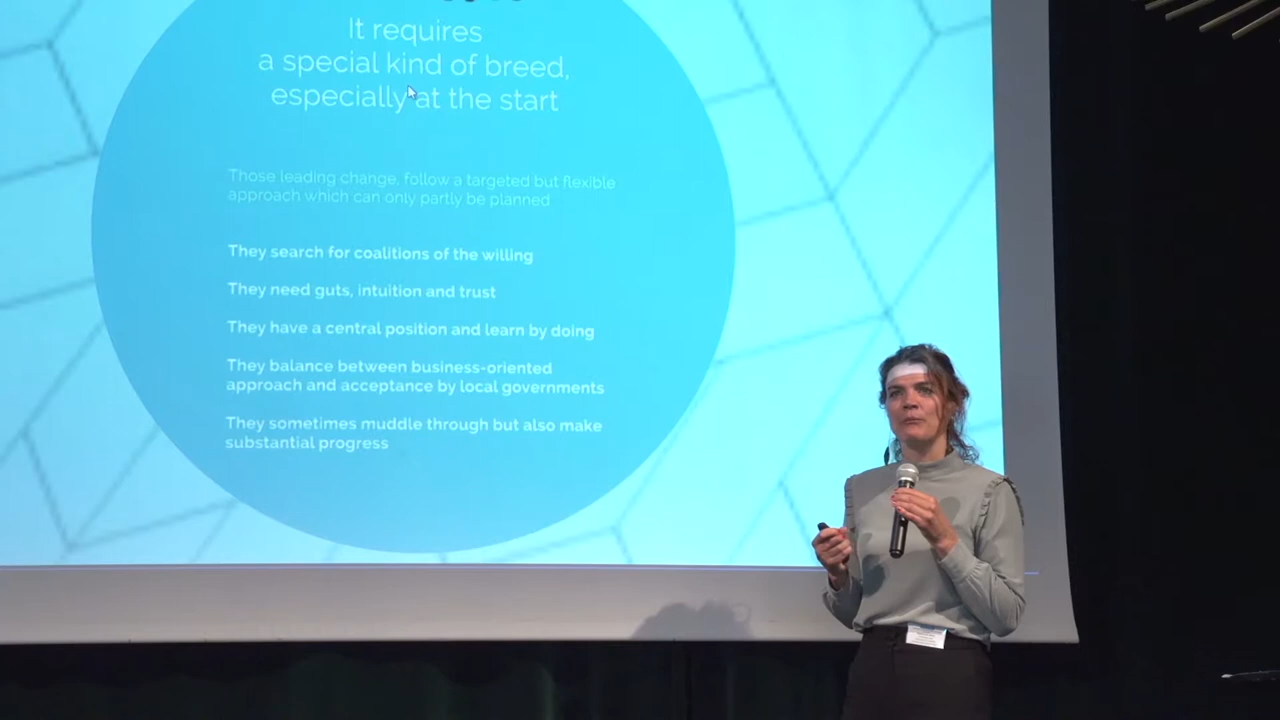 It requires
a special kind of breed,
especially at the start
Those leading change, follow a targeted but flexible
approach which can only partly be planned
They search for coalitions of the willing
They need guts, intuition and trust
They have a central position and learn by doing
They balance between business-oriented
approach and acceptance by local governments
They sometimes muddle through but also make
substantial progress